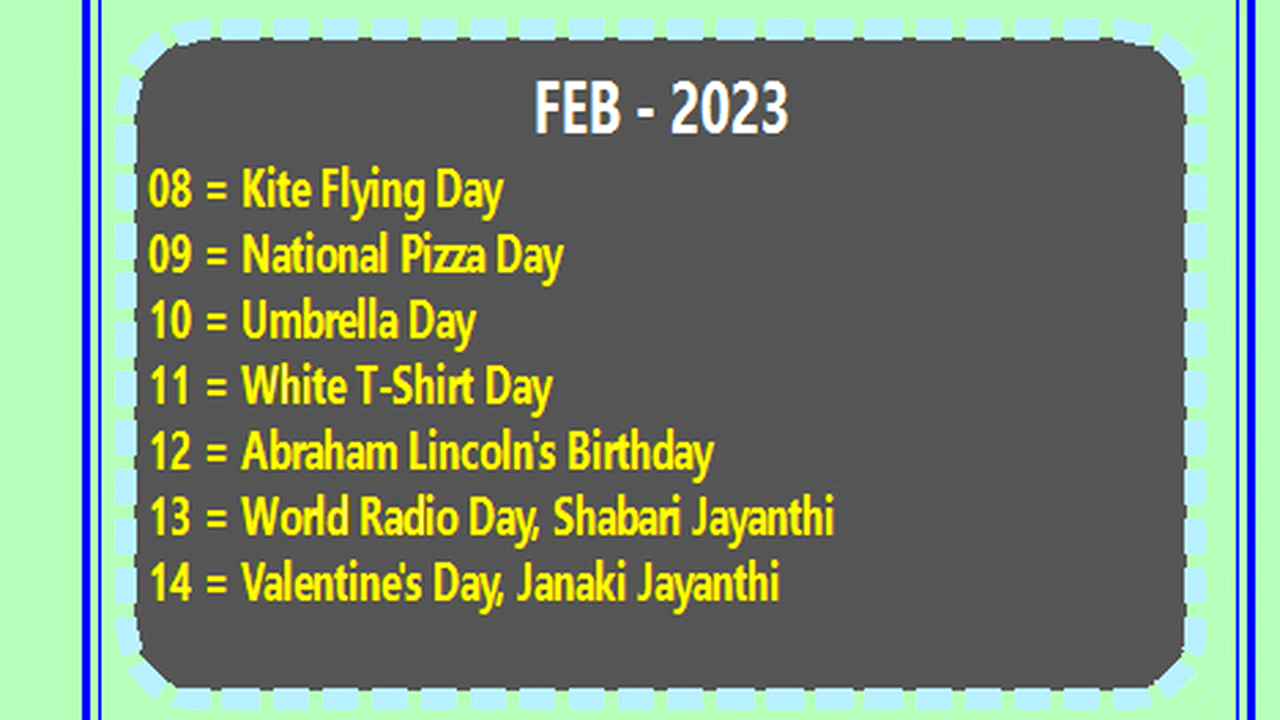 FEB - 2023
08 = Kite Flying Day
09 = National Pizza Day
10 = Umbrella Day
11 = White T-Shirt Day
12 = Abraham Lincoln's Birthday
13 = World Radio Day, Shabari Jayanthi
14 = Valentine's Day, Janaki Jayanthi